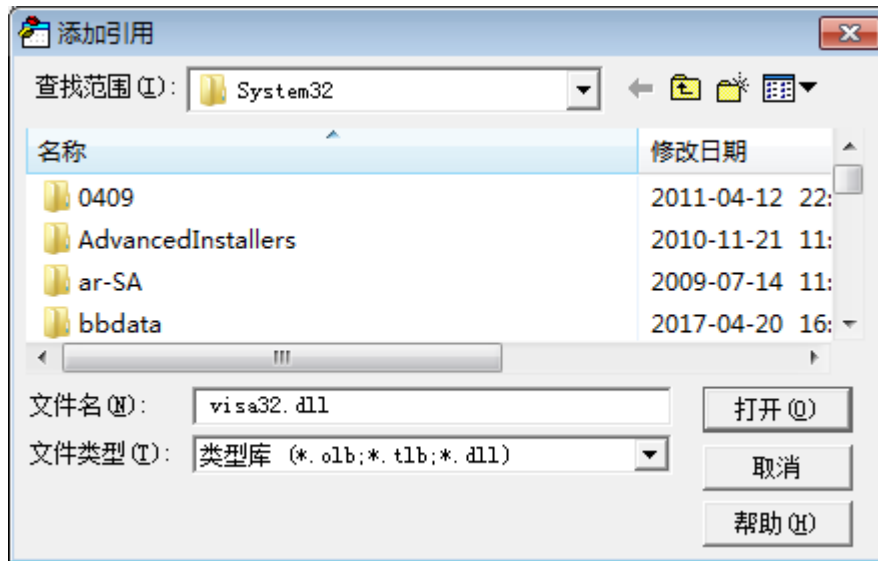 添加引用
查找范围(I): System32
名称 修改日期
0409 2011-04-12 22:
AdvancedInstallers 2010-11-21 11:
ar-SA 2009-07-14 11:
bbdata 2017-04-20 16:
文件名(N): visa32.dll 打开(O)
文件类型(T): 类型库 (*.olb;*.tlb;*.dll) 取消
帮助(H)